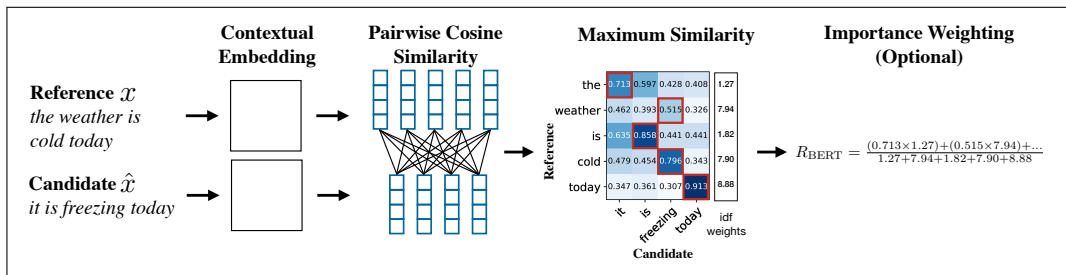 Contextual
Embedding
Pairwise Cosine
Similarity
Maximum Similarity
Importance Weighting
(Optional)
Reference x
the weather is
cold today
Candidate x̂
it is freezing today
Reference
the 0.713 0.597 0.428 0.408 1.27
weather 0.462 0.393 0.515 0.326 7.94
is 0.635 0.858 0.441 0.441 1.82
cold 0.479 0.454 0.796 0.343 7.90
today 0.347 0.361 0.307 0.913 8.88
it is freezing today
Candidate
idf
weights
R_BERT = (0.713×1.27)+(0.515×7.94)+... / 1.27+7.94+1.82+7.90+8.88